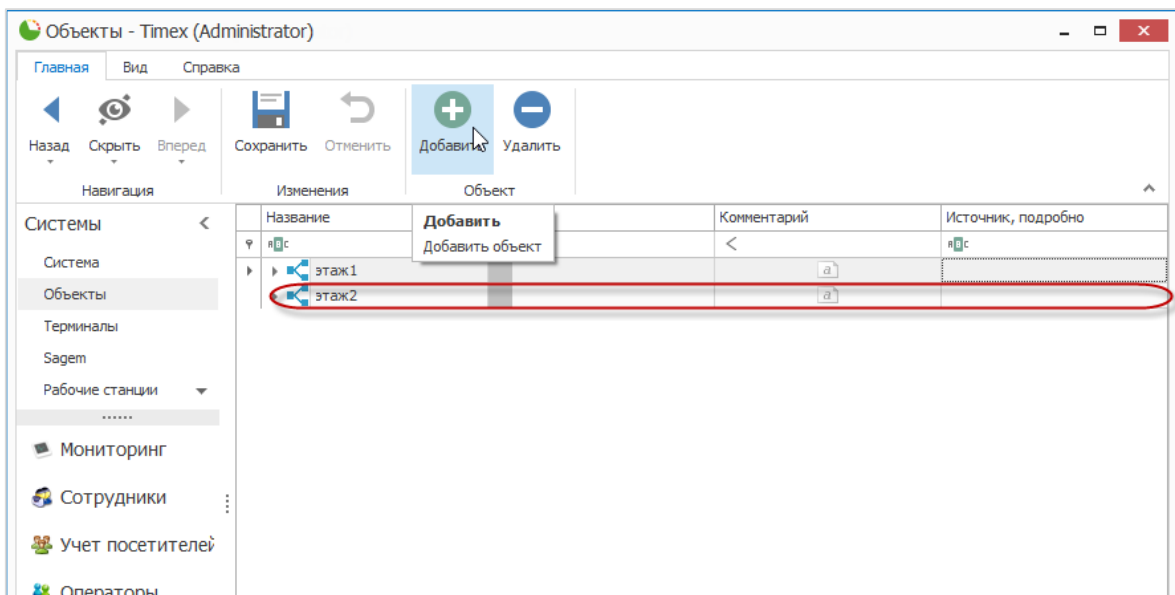 Объекты - Timex (Administrator)
Главная Вид Справка
Назад Скрыть Вперед Сохранить Отменить Добавить Удалить
Навигация Изменения Объект
Системы
Система
Объекты
Терминалы
Sagem
Рабочие станции
Мониторинг
Сотрудники
Учет посетителей
Операторы
Добавить
Добавить объект
Название Комментарий Источник, подробно
этаж1
этаж2